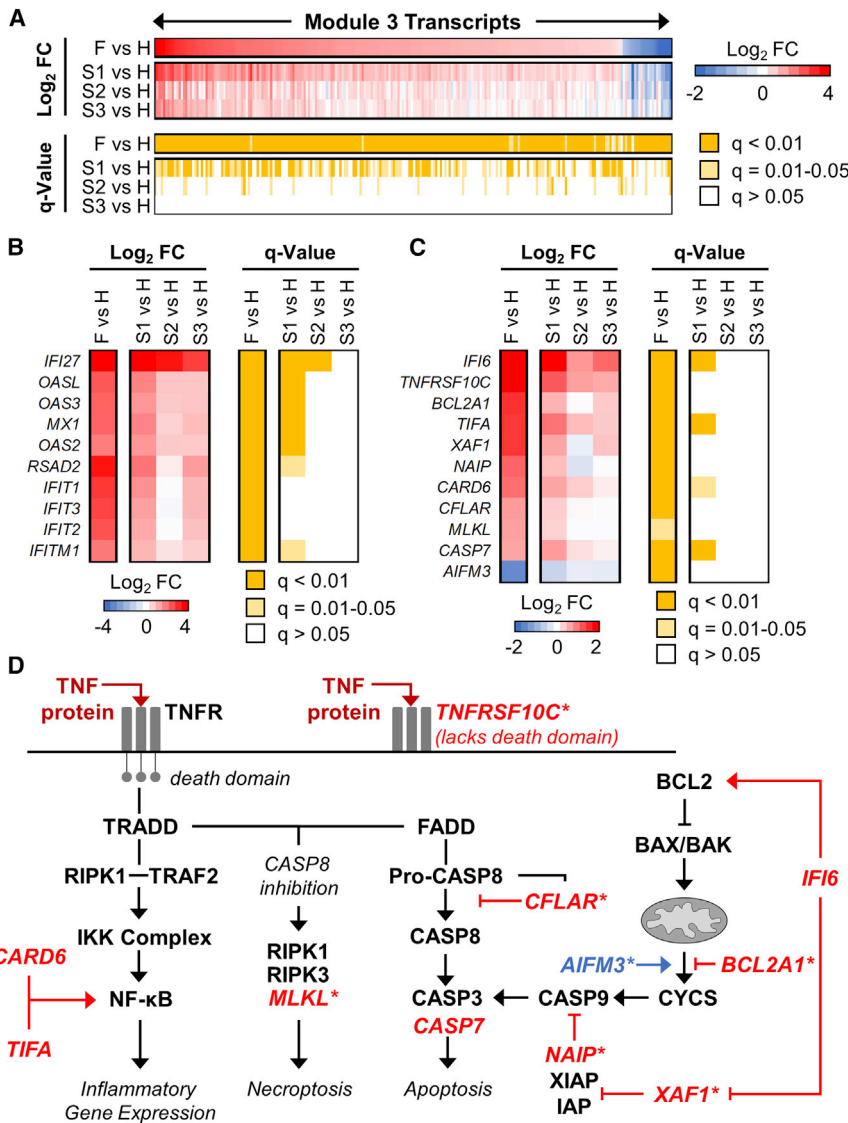 A
Module 3 Transcripts
Log2 FC
F vs H
S1 vs H
S2 vs H
S3 vs H
Log2 FC
-2 0 4
q-Value
F vs H
S1 vs H
S2 vs H
S3 vs H
q < 0.01
q = 0.01-0.05
q > 0.05
B
Log2 FC
q-Value
F vs H
S1 vs H
S2 vs H
S3 vs H
F vs H
S1 vs H
S2 vs H
S3 vs H
IFI27
OASL
OAS3
MX1
OAS2
RSAD2
IFIT1
IFIT3
IFIT2
IFITM1
Log2 FC
-4 0 4
q < 0.01
q = 0.01-0.05
q > 0.05
C
Log2 FC
q-Value
F vs H
S1 vs H
S2 vs H
S3 vs H
F vs H
S1 vs H
S2 vs H
S3 vs H
IFI6
TNFRSF10C
BCL2A1
TIFA
XAF1
NAIP
CARD6
CFLAR
MLKL
CASP7
AIFM3
Log2 FC
-2 0 2
q < 0.01
q = 0.01-0.05
q > 0.05
D
TNF
protein
TNFR
death domain
TNF
protein
TNFRSF10C*
(lacks death domain)
TRADD
FADD
BCL2
RIPK1
TRAF2
CASP8
inhibition
Pro-CASP8
BAX/BAK
CFLAR*
IFI6
IKK Complex
RIPK1
RIPK3
MLKL*
CASP8
CARD6
AIFM3*
BCL2A1*
NF-κB
CASP3
CASP7
CASP9
CYCS
TIFA
NAIP*
XIAP
IAP
XAF1*
Inflammatory
Gene Expression
Necroptosis
Apoptosis